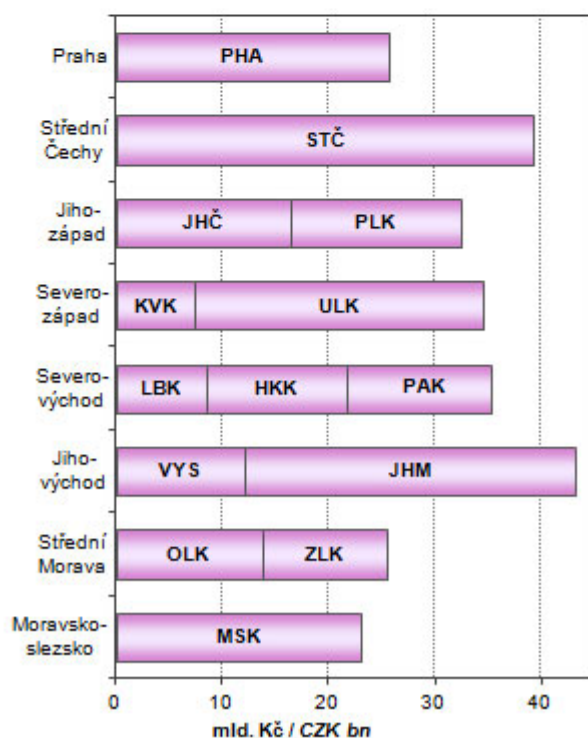 Praha
PHA
Střední
Čechy
STČ
Jiho-
západ
JHČ
PLK
Severo-
západ
KVK
ULK
Severo-
východ
LBK
HKK
PAK
Jiho-
východ
VYS
JHM
Střední
Morava
OLK
ZLK
Moravsko-
slezsko
MSK
0
10
20
30
40
mld. Kč / CZK bn